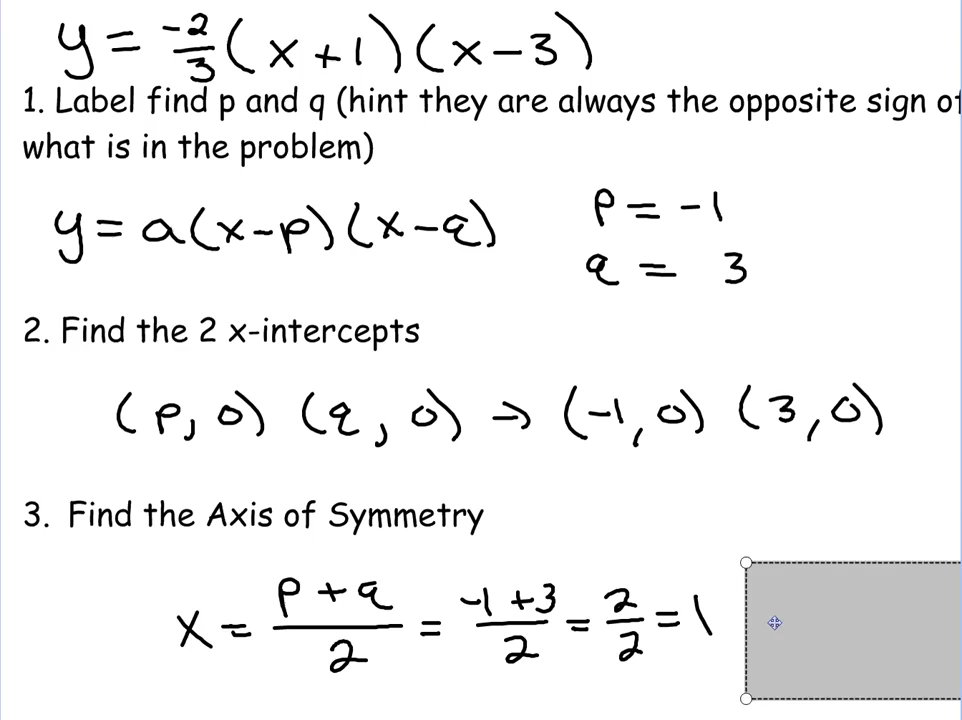 y = -2/3 (x+1)(x-3)
1. Label find p and q (hint they are always the opposite sign of
what is in the problem)
y = a(x-p)(x-q)
p = -1
q = 3
2. Find the 2 x-intercepts
(p, 0) (q, 0) → (-1, 0) (3, 0)
3. Find the Axis of Symmetry
x = p+q/2 = -1+3/2 = 2/2 = 1